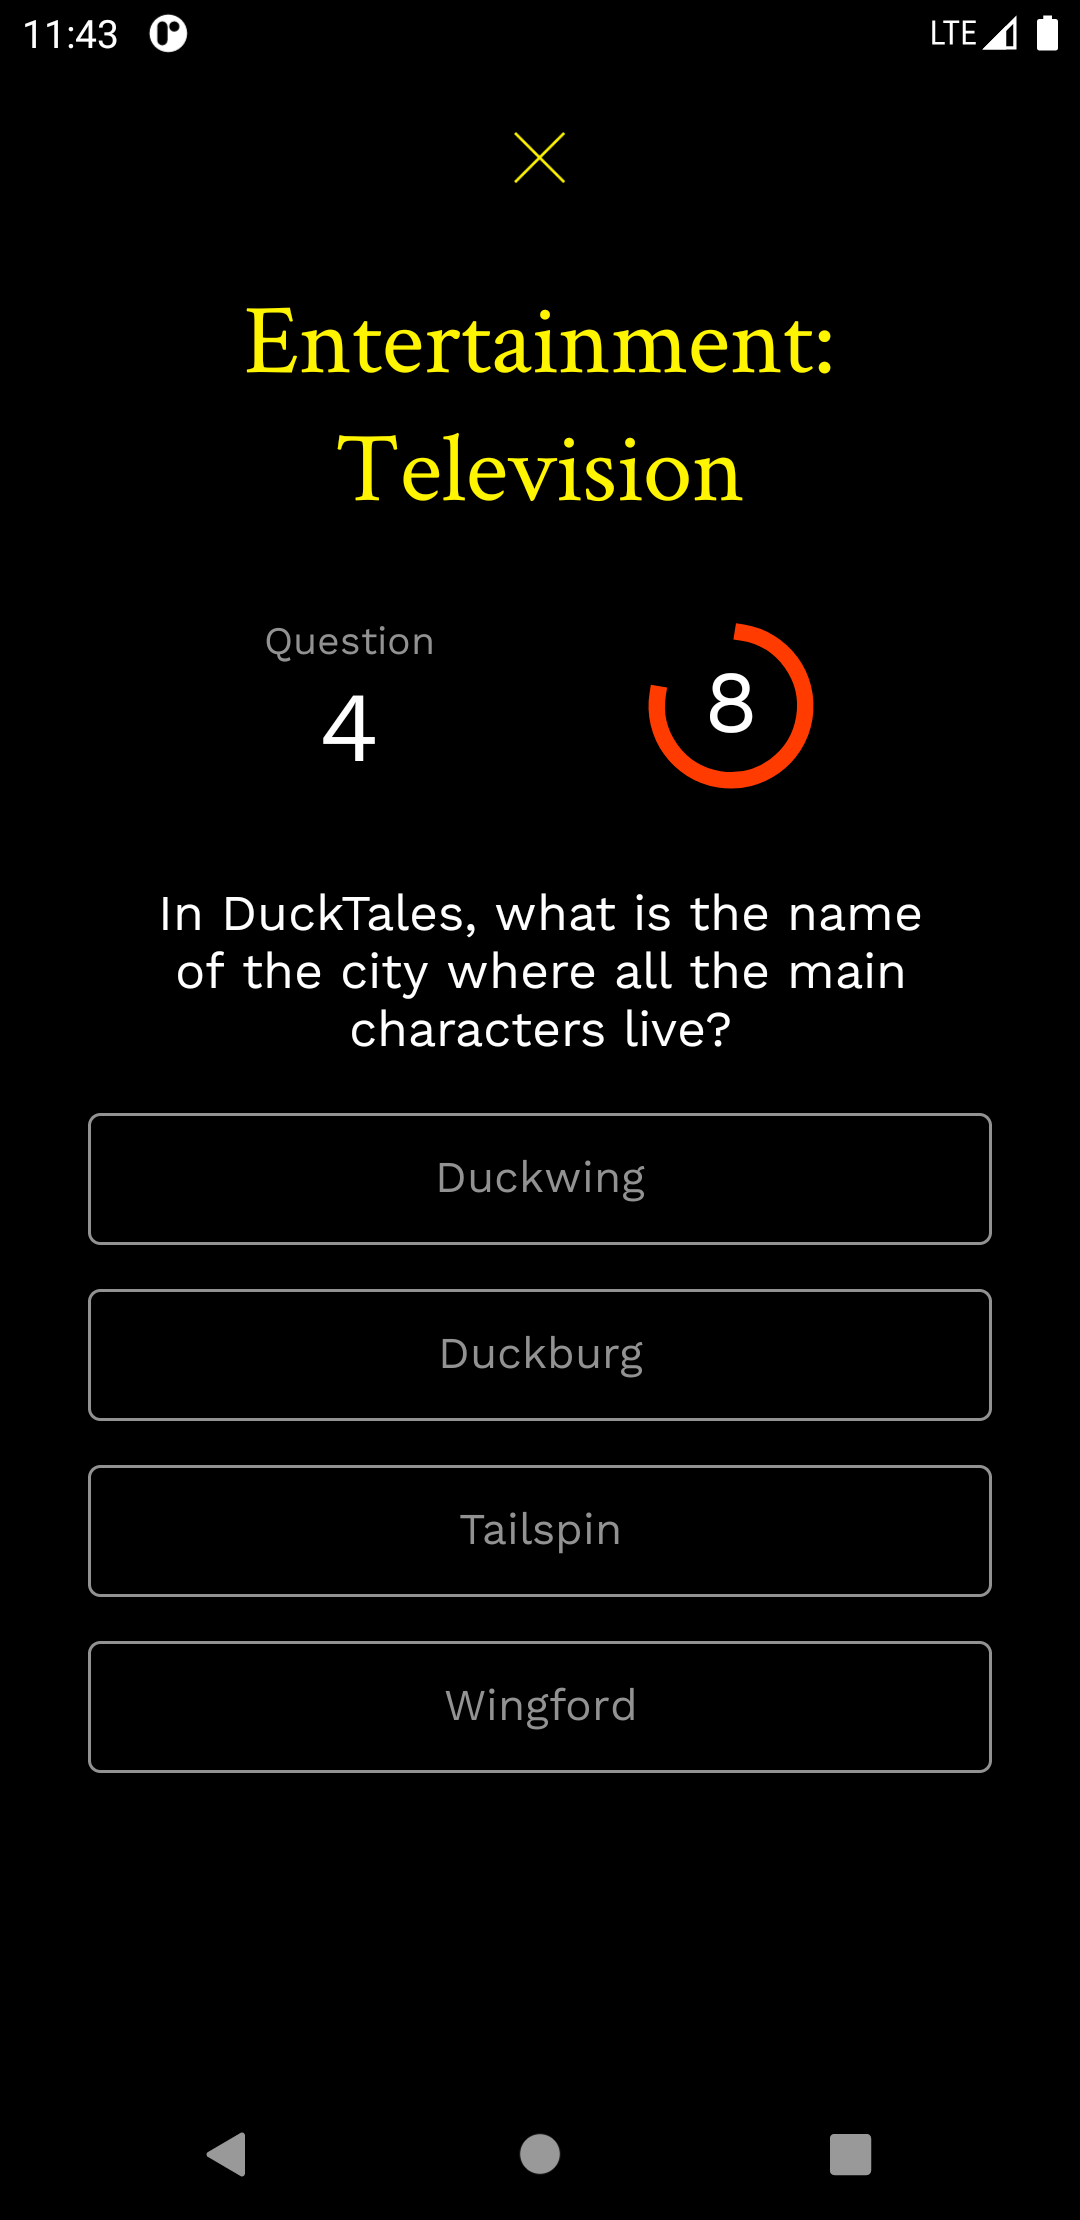 11:43
LTE
Entertainment:
Television
Question
4
8
In DuckTales, what is the name
of the city where all the main
characters live?
Duckwing
Duckburg
Tailspin
Wingford